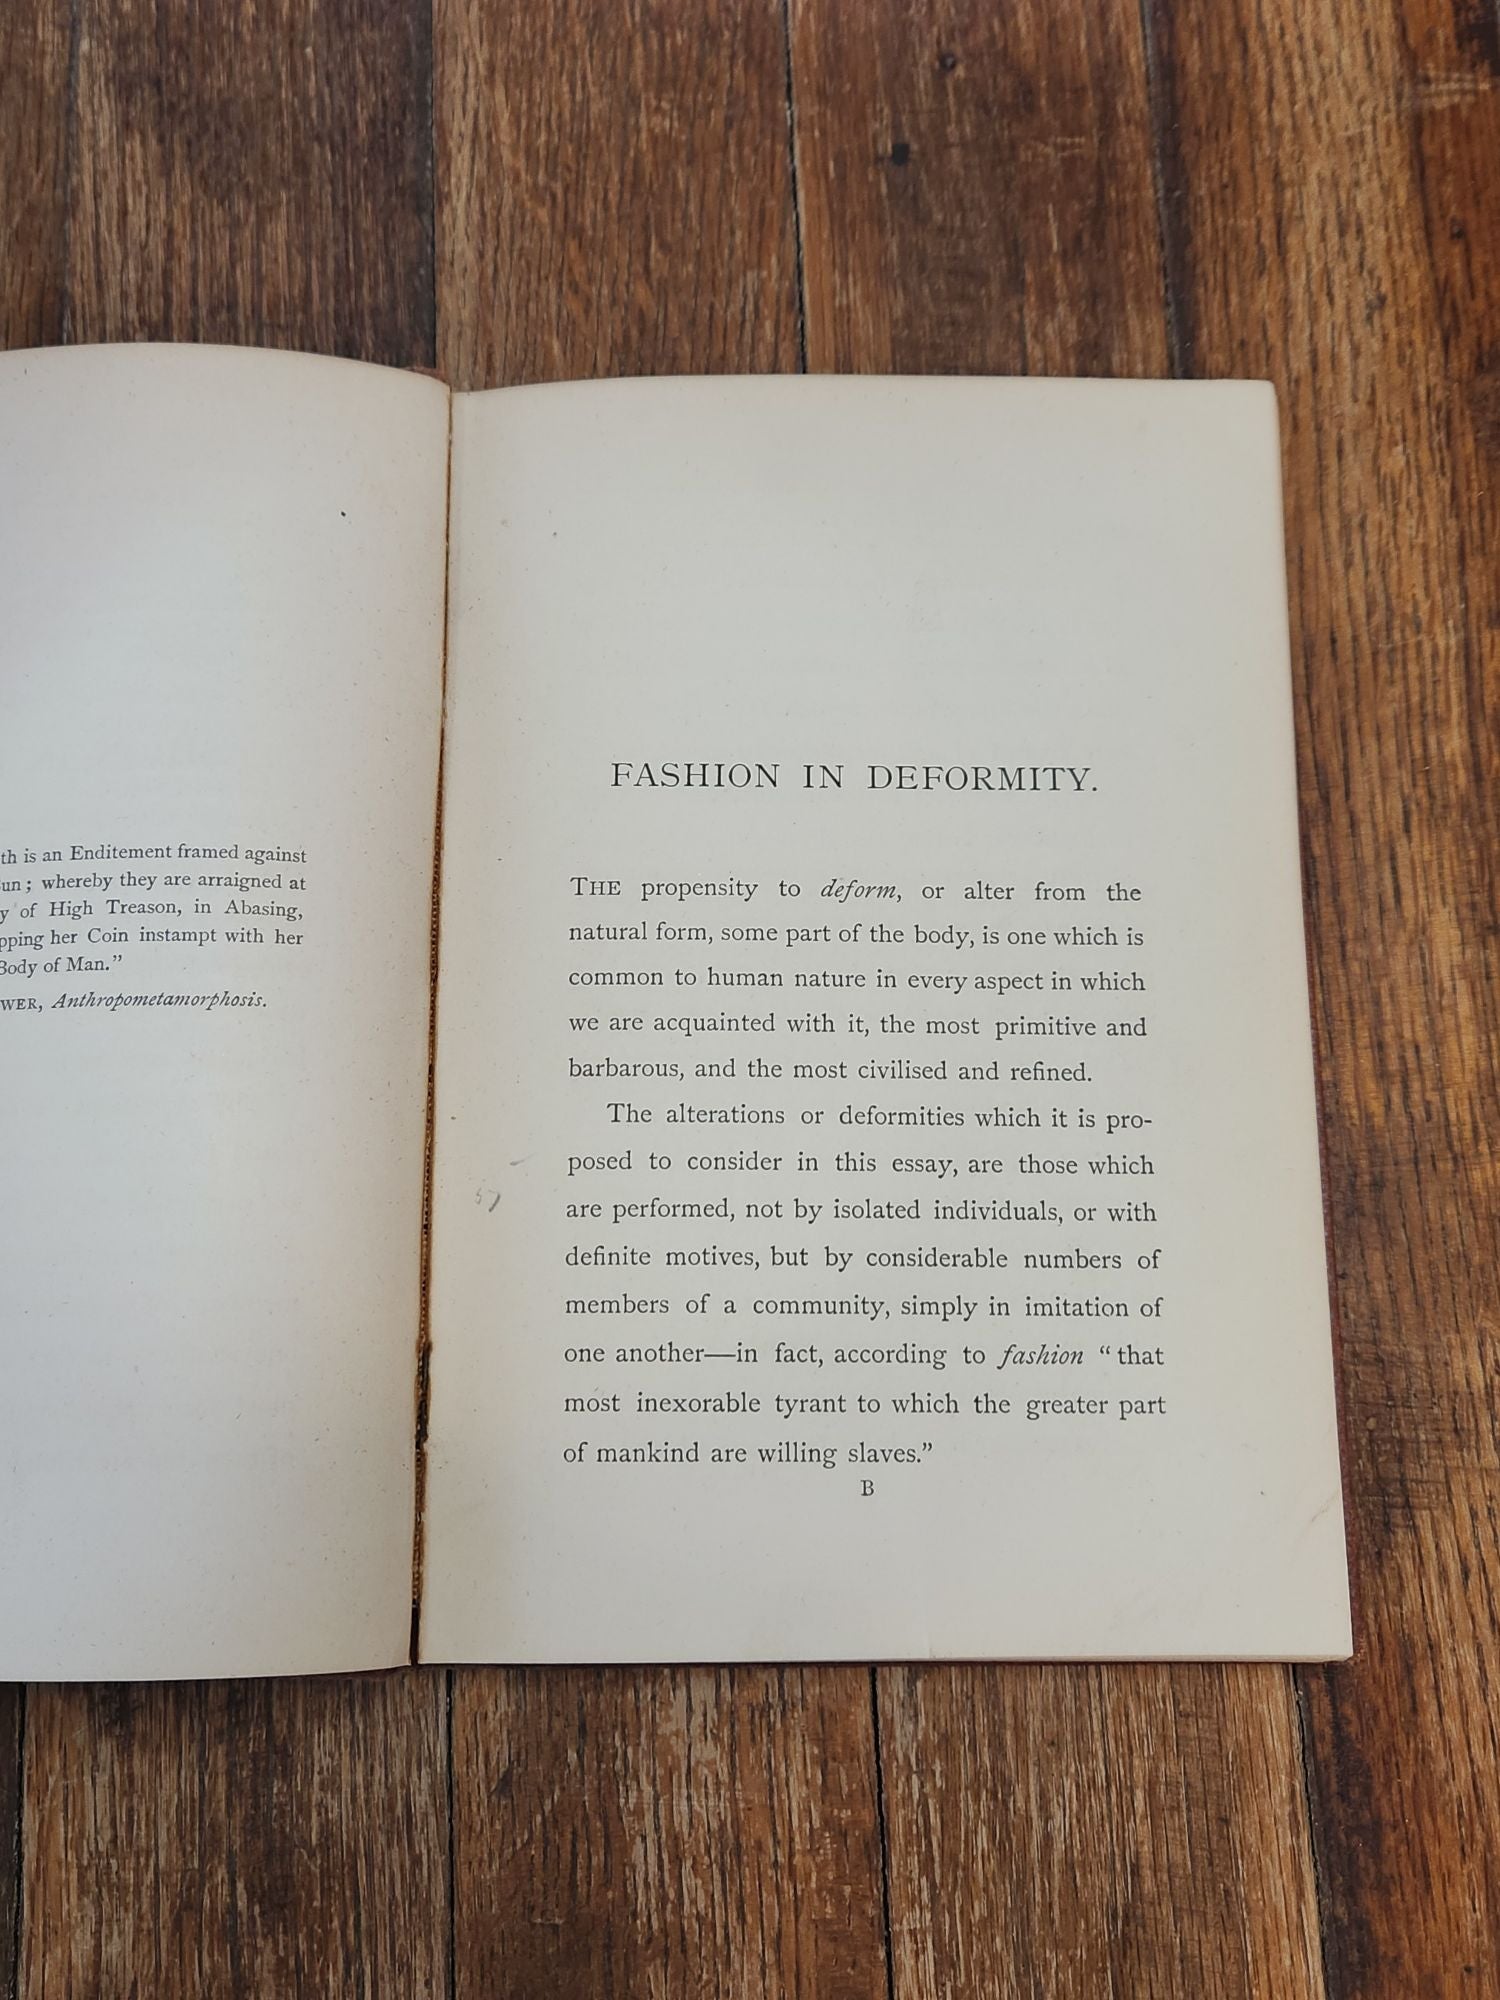 th is an Enditement framed against
un; whereby they are arraigned at
y of High Treason, in Abasing,
pping her Coin instampt with her
Body of Man."
WER, Anthropometamorphosis.
FASHION IN DEFORMITY.
THE propensity to deform, or alter from the
natural form, some part of the body, is one which is
common to human nature in every aspect in which
we are acquainted with it, the most primitive and
barbarous, and the most civilised and refined.
The alterations or deformities which it is pro-
posed to consider in this essay, are those which
are performed, not by isolated individuals, or with
definite motives, but by considerable numbers of
members of a community, simply in imitation of
one another—in fact, according to fashion "that
most inexorable tyrant to which the greater part
of mankind are willing slaves."
B